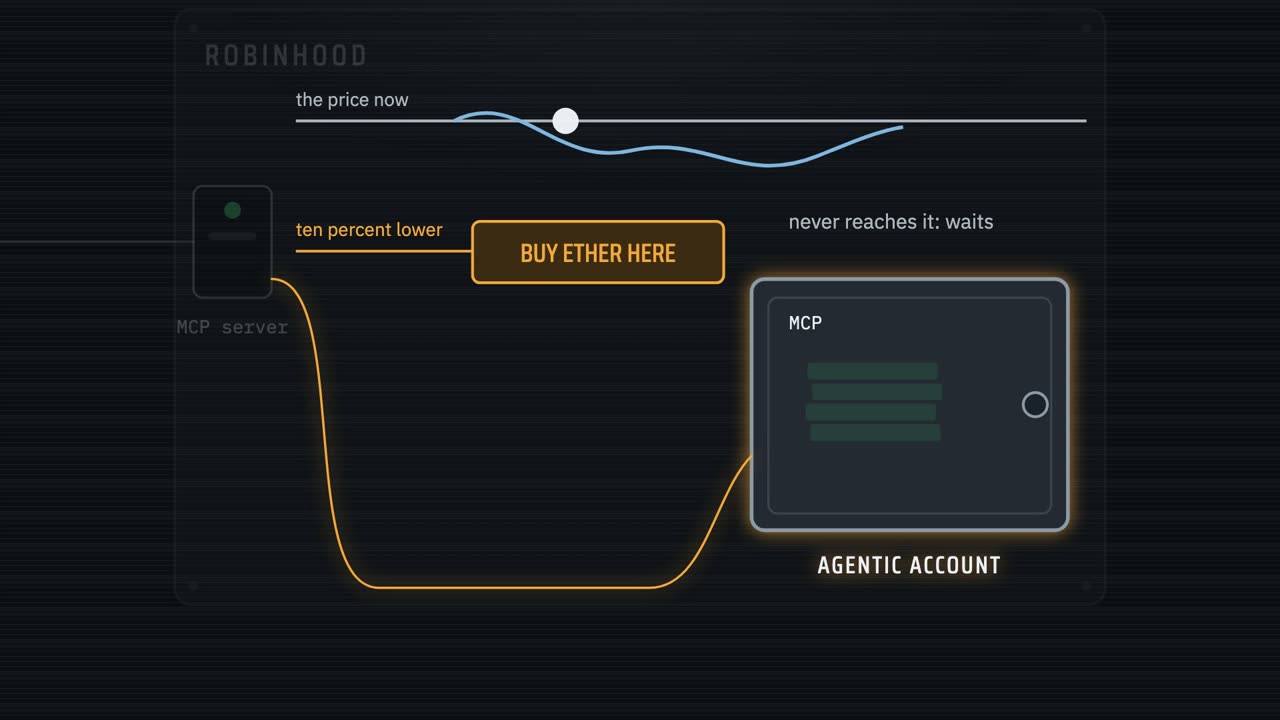 ROBINHOOD
the price now
ten percent lower
BUY ETHER HERE
never reaches it: waits
MCP server
MCP
AGENTIC ACCOUNT